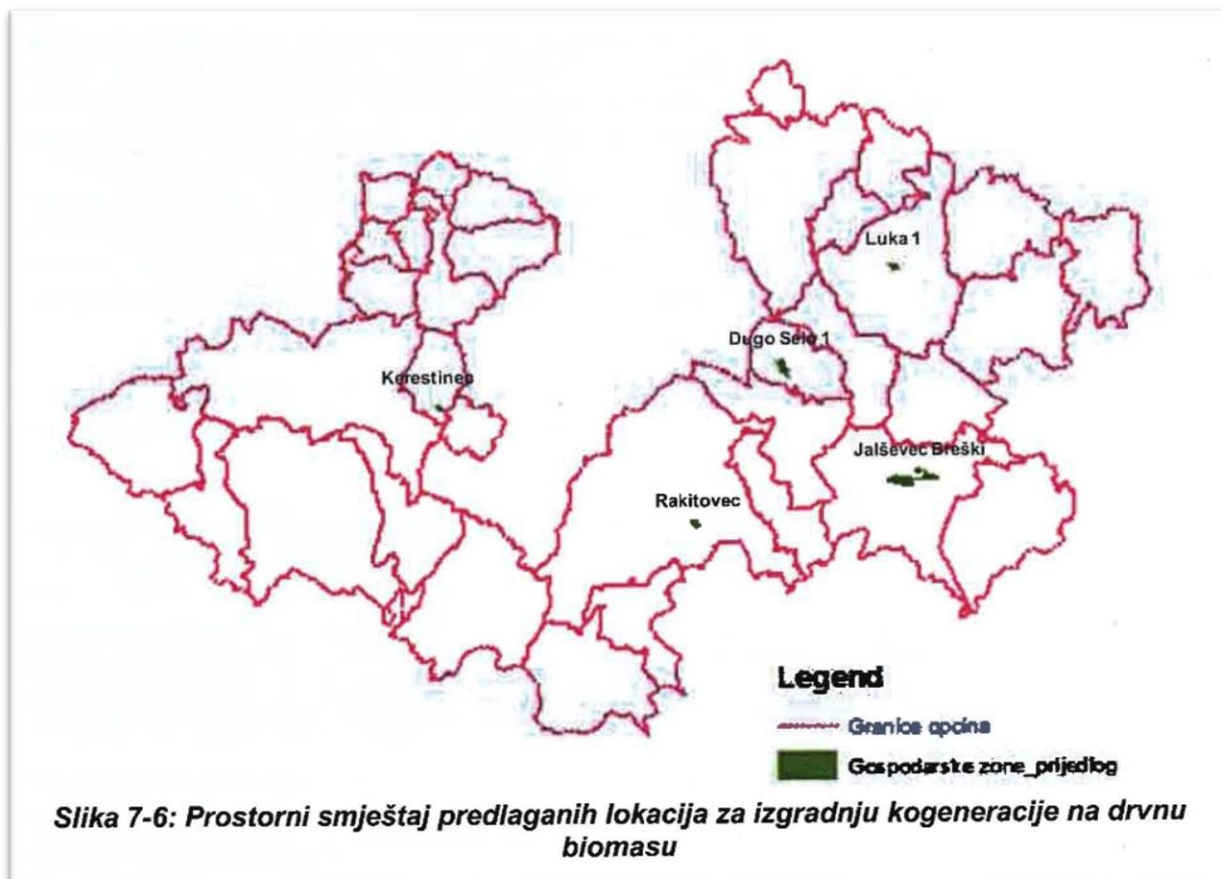 Luka 1
Dugo Selo 1
Kerestinec
Jalševec Breški
Rakitovec
Legend
Granice opcina
Gospodarske zone_prijedlog
Slika 7-6: Prostorni smještaj predlaganih lokacija za izgradnju kogeneracije na drvnu
biomasu